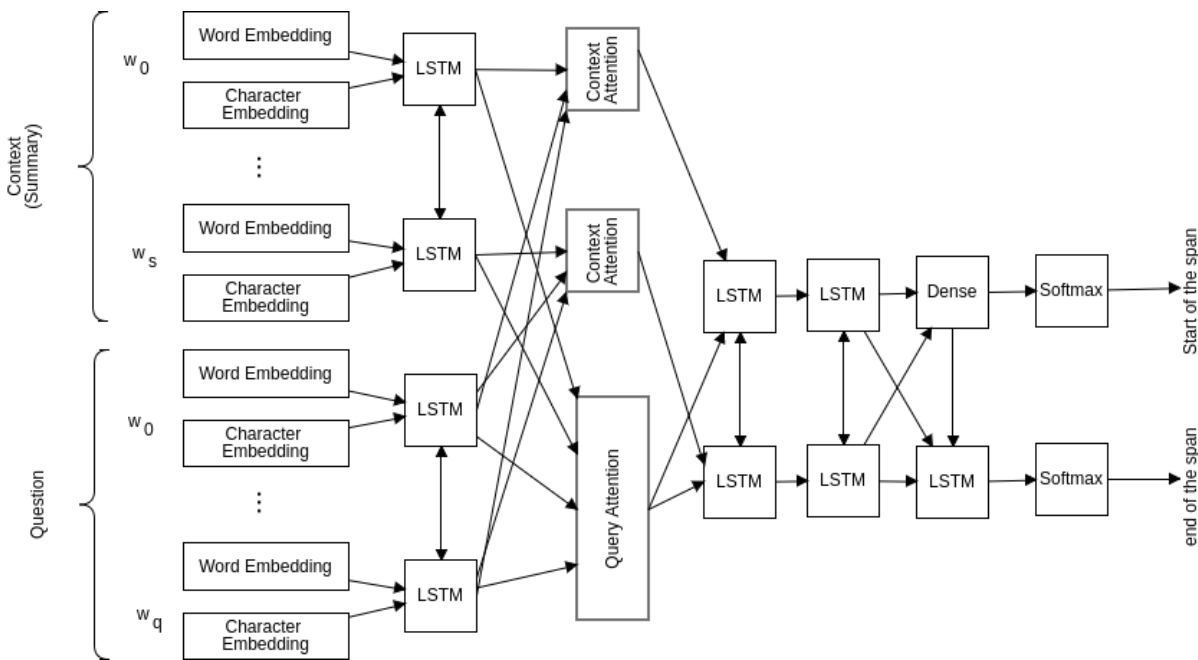 Context
(Summary)
w0
Word Embedding
Character
Embedding
LSTM
...
ws
Word Embedding
Character
Embedding
LSTM
Question
w0
Word Embedding
Character
Embedding
LSTM
...
wq
Word Embedding
Character
Embedding
LSTM
Context
Attention
Context
Attention
Query Attention
LSTM
LSTM
Dense
Softmax
Start of the span
LSTM
LSTM
LSTM
Softmax
end of the span